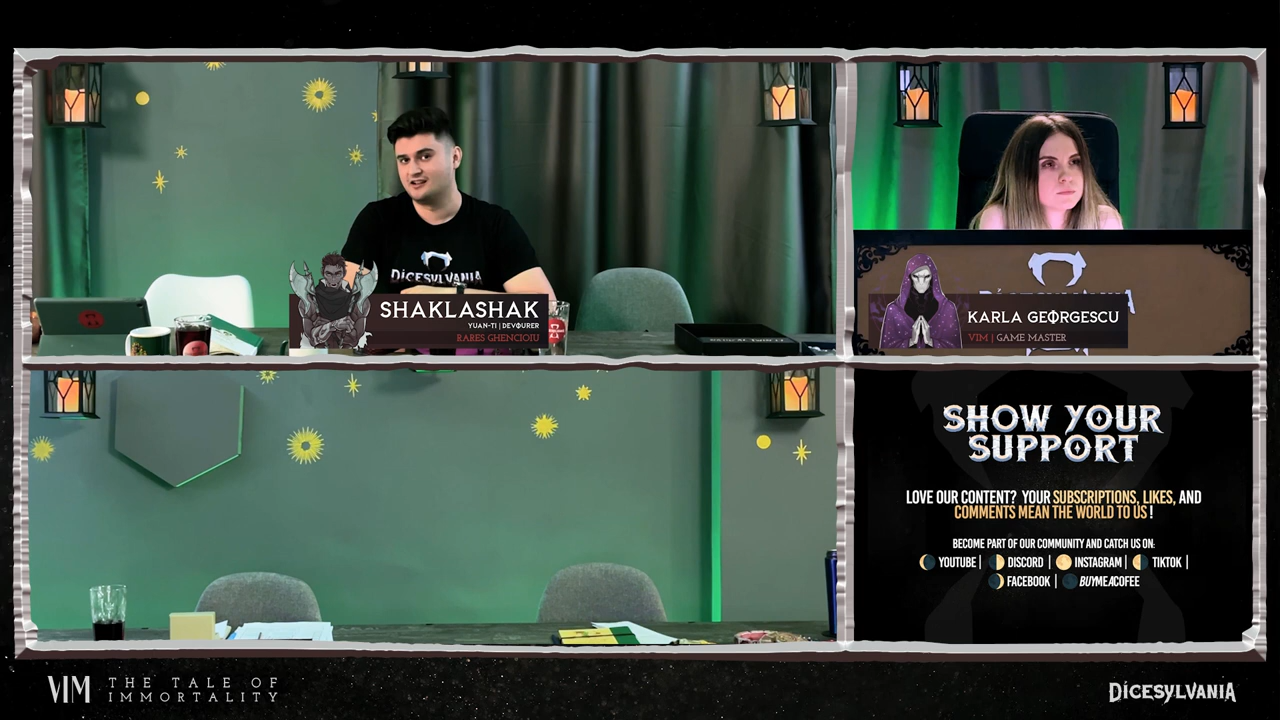 DICESYLVANIA
SHAKLASHAK
YUAN-TI | DEVOURER
RARES GHENCIOIU
KARLA GEORGESCU
VIM | GAME MASTER
SHOW YOUR
SUPPORT
LOVE OUR CONTENT? YOUR SUBSCRIPTIONS, LIKES, AND
COMMENTS MEAN THE WORLD TO US!
BECOME PART OF OUR COMMUNITY AND CATCH US ON:
YOUTUBE | DISCORD | INSTAGRAM | TIKTOK |
FACEBOOK | BUYMEACOFEE
VIM THE TALE OF
IMMORTALITY
DICESYLVANIA